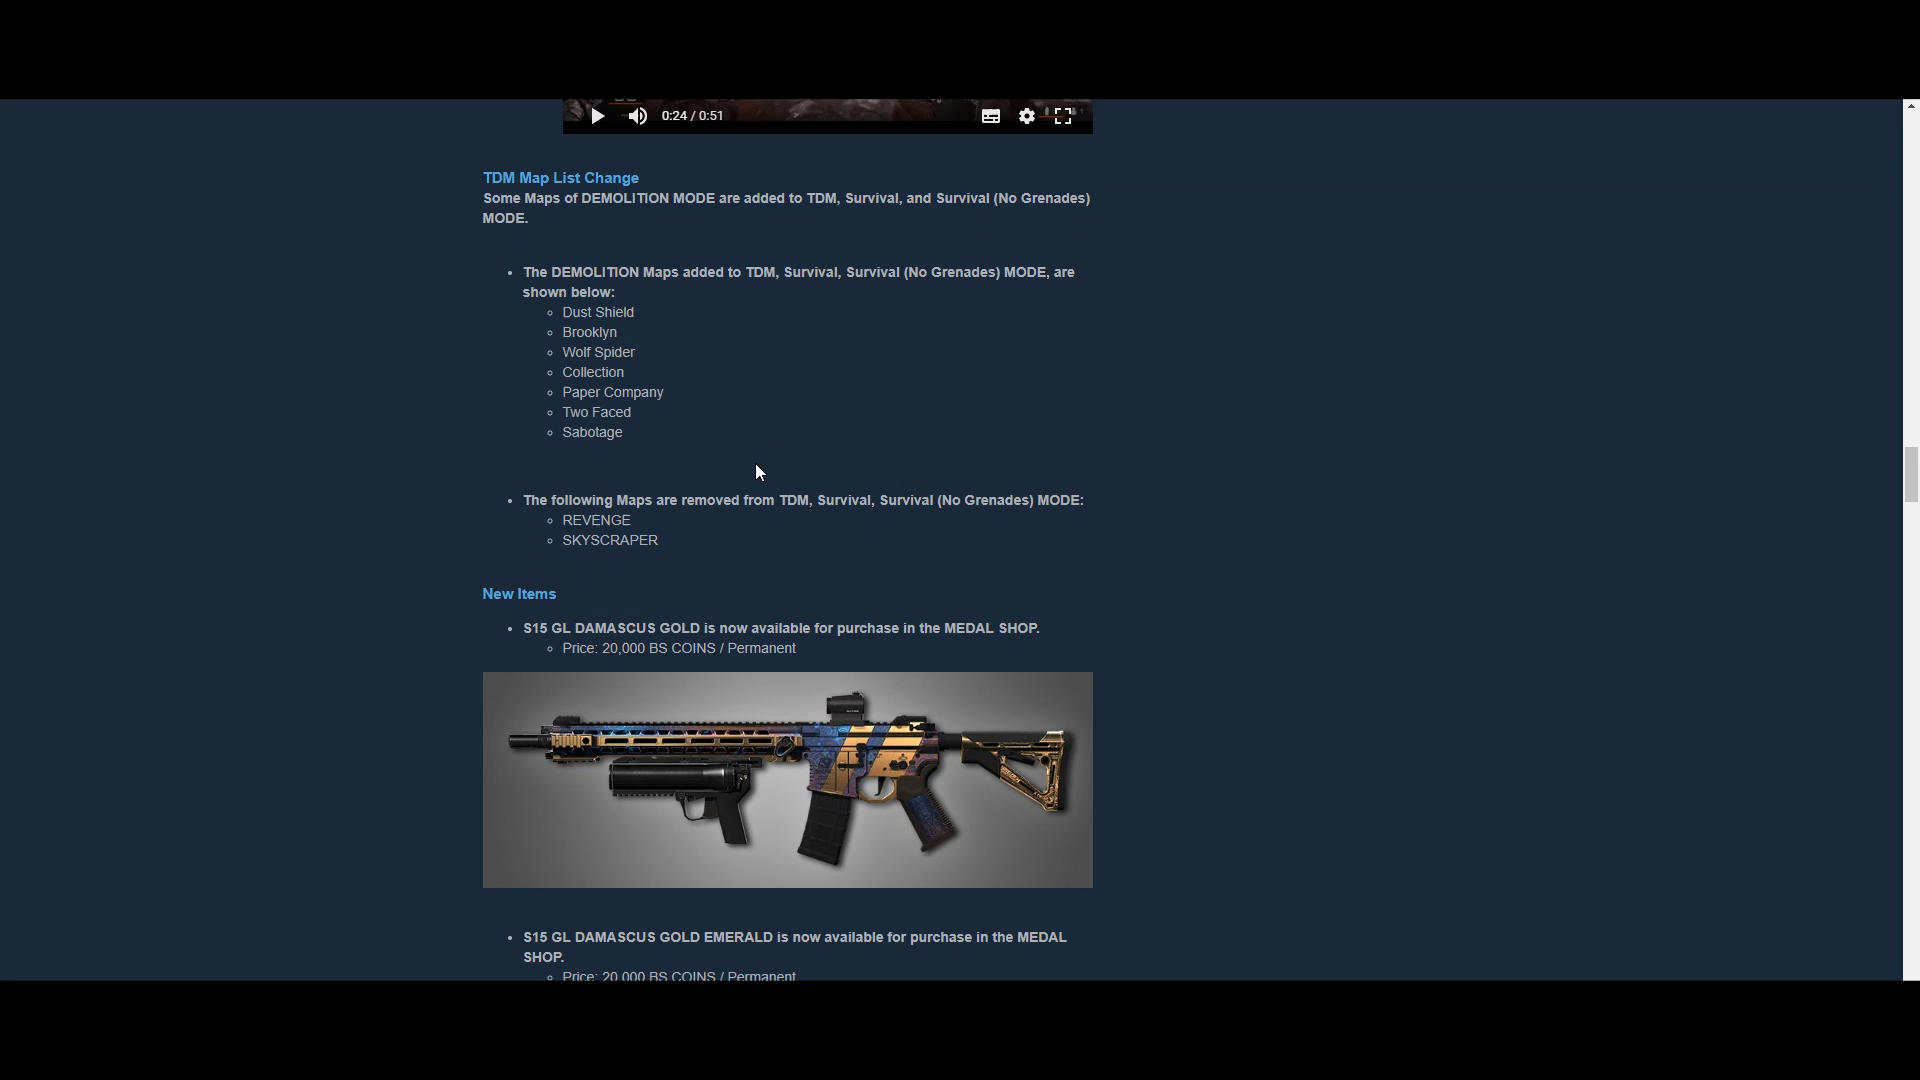 0:24 / 0:51
TDM Map List Change
Some Maps of DEMOLITION MODE are added to TDM, Survival, and Survival (No Grenades)
MODE.
The DEMOLITION Maps added to TDM, Survival, Survival (No Grenades) MODE, are
shown below:
Dust Shield
Brooklyn
Wolf Spider
Collection
Paper Company
Two Faced
Sabotage
The following Maps are removed from TDM, Survival, Survival (No Grenades) MODE:
REVENGE
SKYSCRAPER
New Items
S15 GL DAMASCUS GOLD is now available for purchase in the MEDAL SHOP.
Price: 20,000 BS COINS / Permanent
S15 GL DAMASCUS GOLD EMERALD is now available for purchase in the MEDAL
SHOP.
Price: 20,000 BS COINS / Permanent